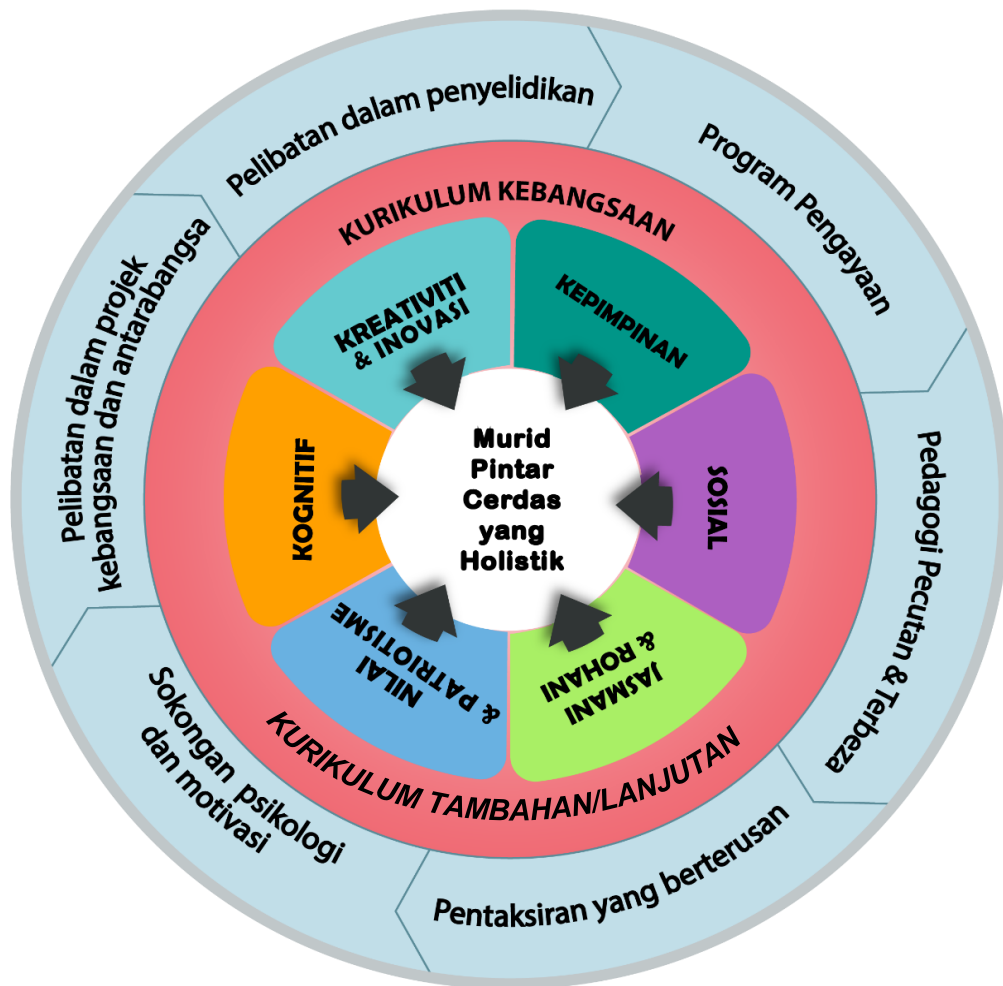 Pelibatan dalam penyelidikan
Program Pengayaan
Pedagogi Pecutan & Terbeza
Pentaksiran yang berterusan
Sokongan psikologi
dan motivasi
Pelibatan dalam projek
kebangsaan dan antarabangsa
KURIKULUM KEBANGSAAN
KURIKULUM TAMBAHAN/LANJUTAN
KREATIVITI
& INOVASI
KEPIMPINAN
SOSIAL
JASMANI
& ROHANI
NILAI
& PATRIOTISME
KOGNITIF
Murid
Pintar
Cerdas
yang
Holistik